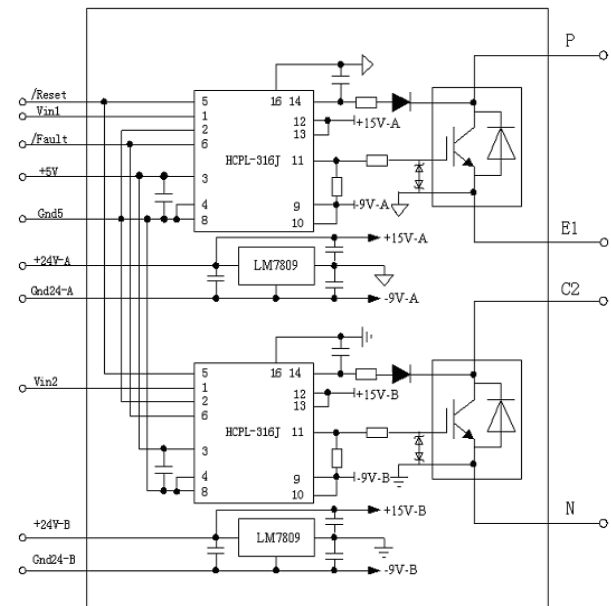 P
/Reset
5
16
14
Vin1
1
12
+15V-A
2
13
/Fault
6
HCPL-316J
11
+5V
3
4
9
-9V-A
Gnd5
8
10
E1
+15V-A
+24V-A
LM7809
Gnd24-A
-9V-A
C2
5
16
14
Vin2
1
12
+15V-B
2
13
6
HCPL-316J
11
3
4
9
-9V-B
8
10
N
+15V-B
+24V-B
LM7809
Gnd24-B
-9V-B